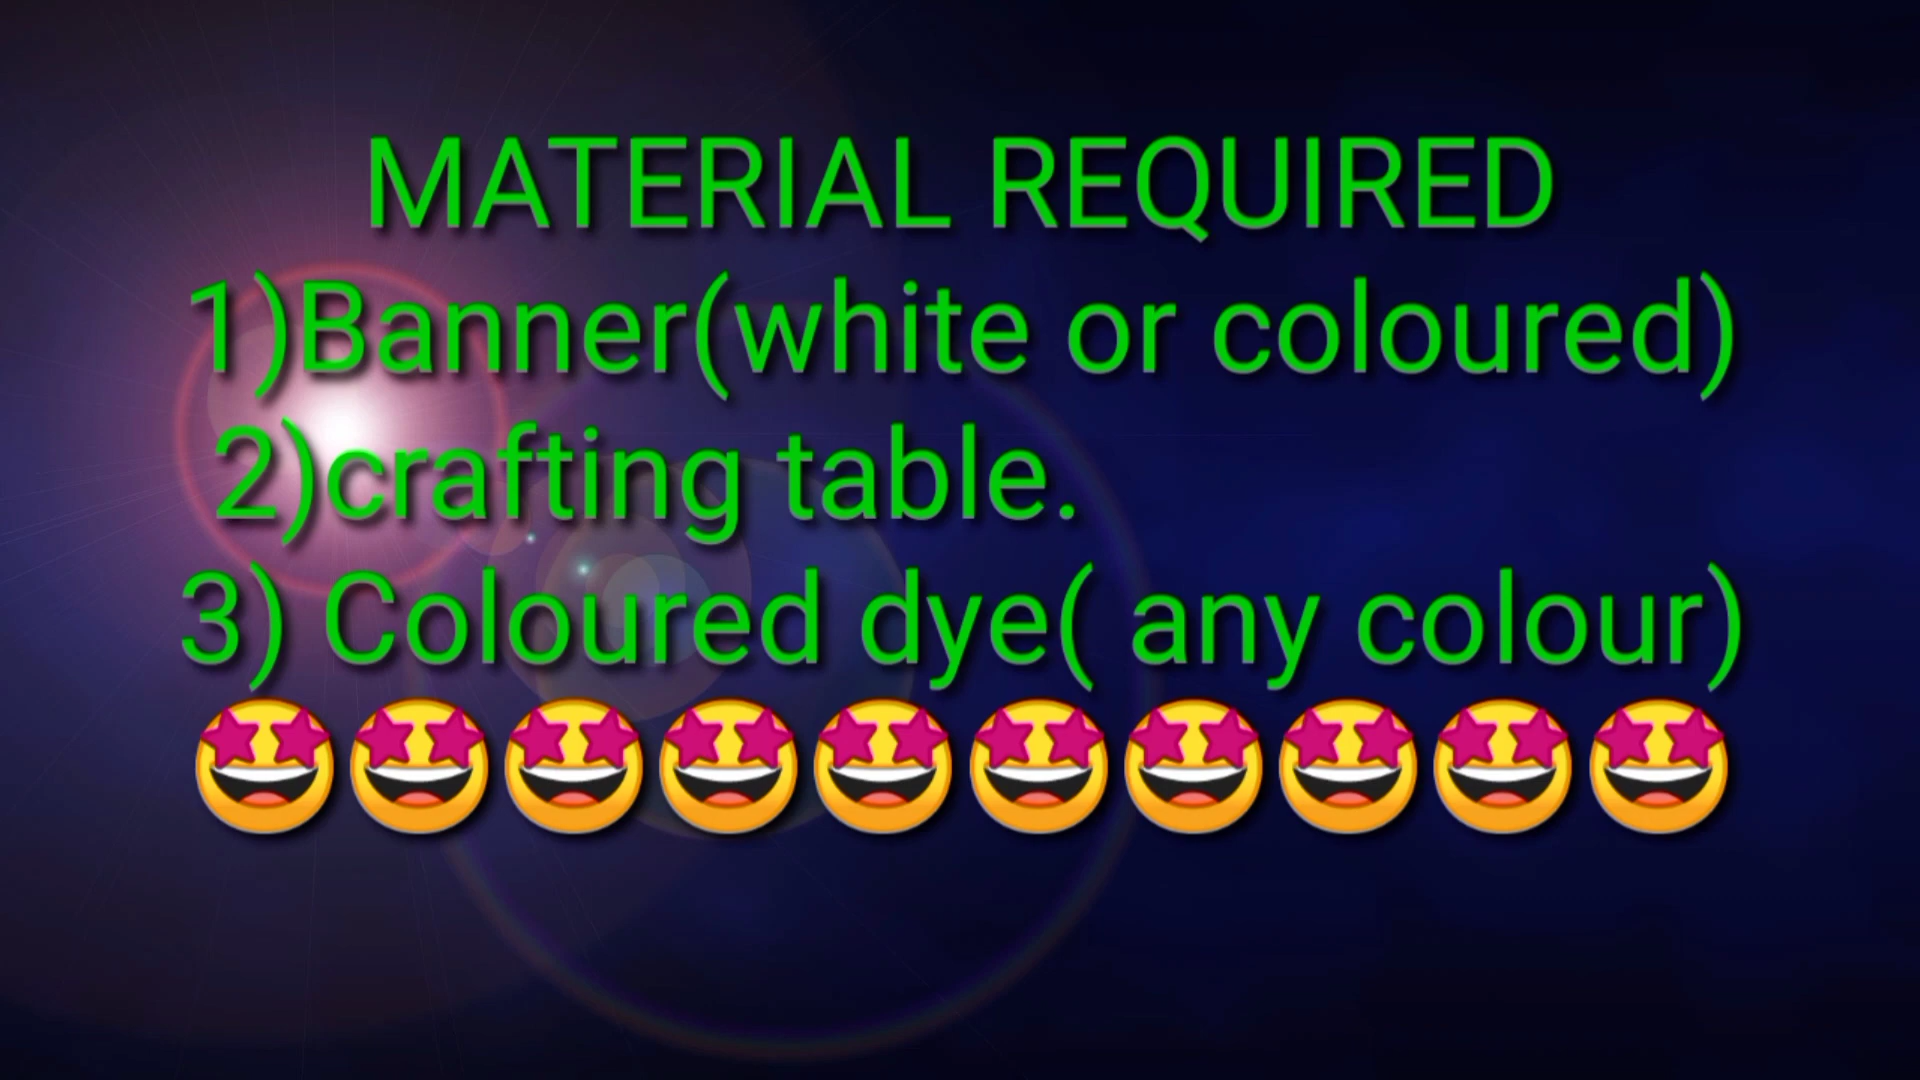 MATERIAL REQUIRED
1)Banner(white or coloured)
2)crafting table.
3) Coloured dye( any colour)
🤩🤩🤩🤩🤩🤩🤩🤩🤩🤩